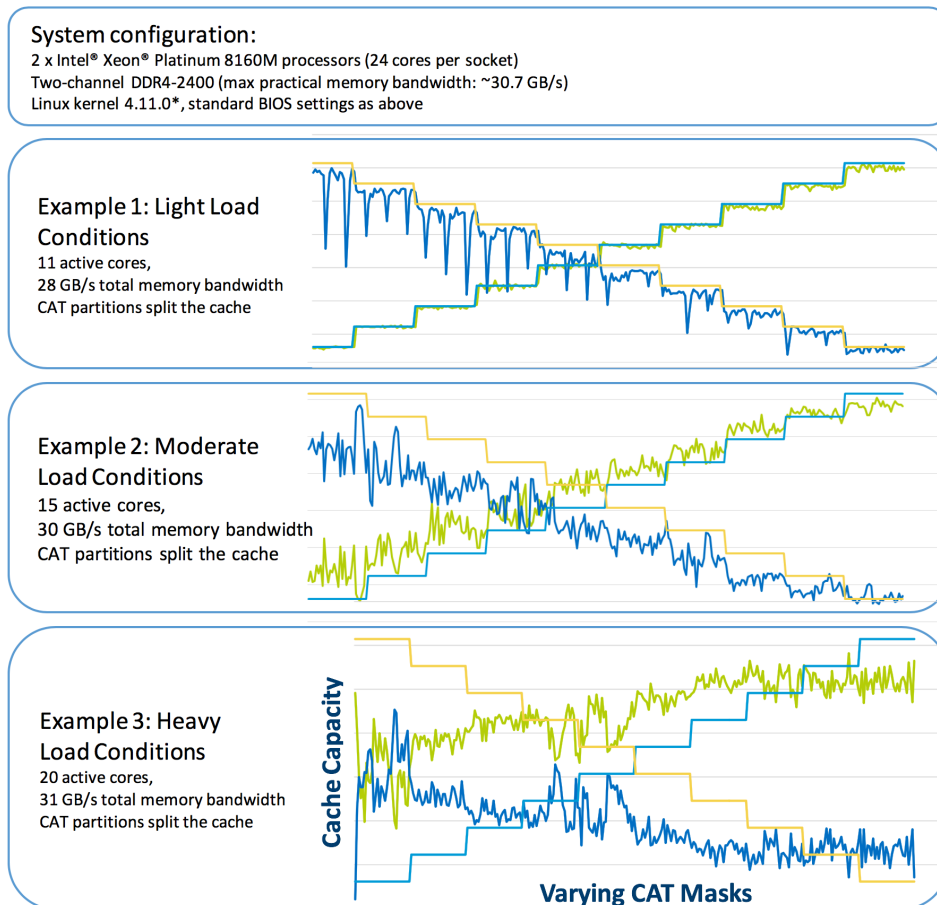 System configuration:
2 x Intel® Xeon® Platinum 8160M processors (24 cores per socket)
Two-channel DDR4-2400 (max practical memory bandwidth: ~30.7 GB/s)
Linux kernel 4.11.0*, standard BIOS settings as above
Example 1: Light Load
Conditions
11 active cores,
28 GB/s total memory bandwidth
CAT partitions split the cache
Example 2: Moderate
Load Conditions
15 active cores,
30 GB/s total memory bandwidth
CAT partitions split the cache
Example 3: Heavy
Load Conditions
20 active cores,
31 GB/s total memory bandwidth
CAT partitions split the cache
Cache Capacity
Varying CAT Masks